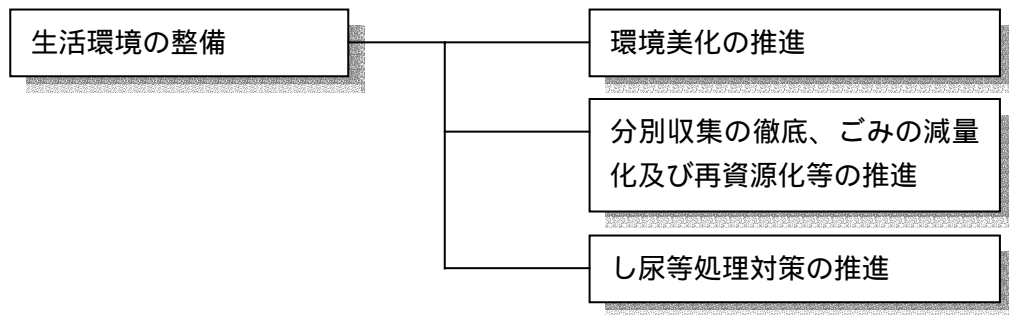 生活環境の整備
環境美化の推進
分別収集の徹底、ごみの減量
化及び再資源化等の推進
し尿等処理対策の推進